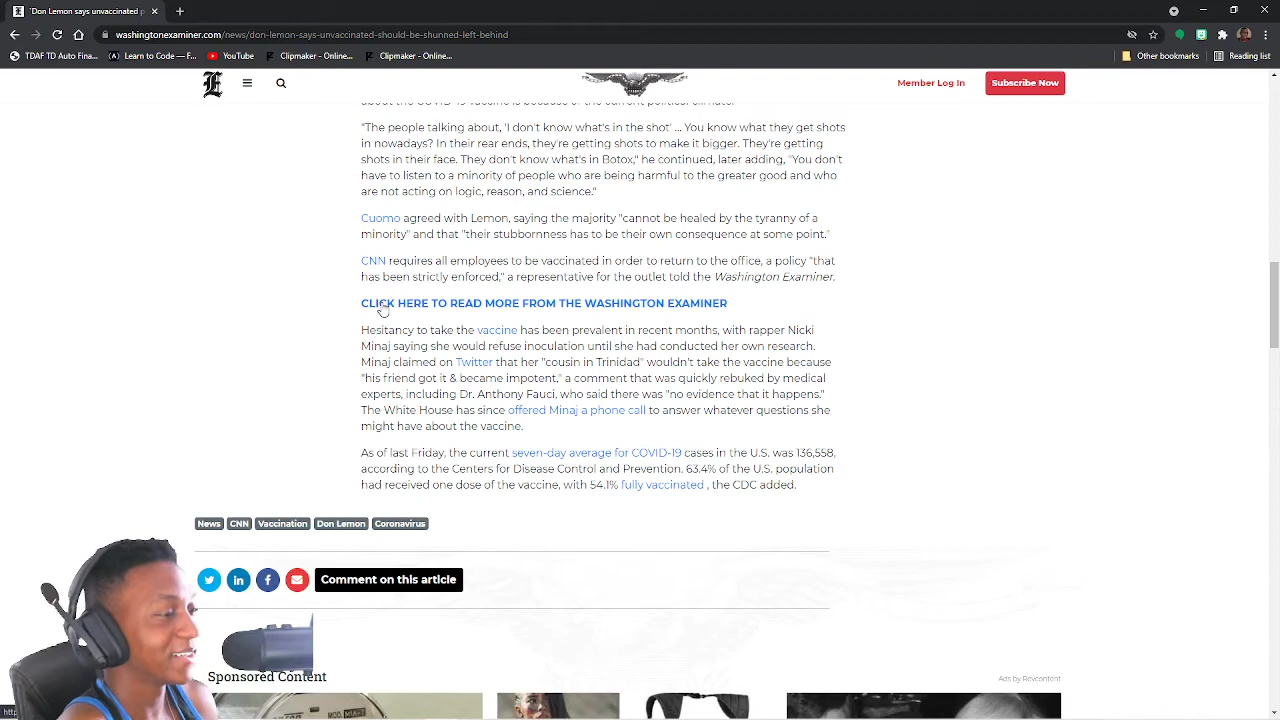 'Don Lemon says unvaccinated p
washingtonexaminer.com/news/don-lemon-says-unvaccinated-should-be-stunned-left-behind
TDAF TD Auto Fina...
Learn to Code — F...
YouTube
Clipmaker - Online...
Clipmaker - Online...
Other bookmarks
Reading list
E
Member Log In
Subscribe Now
"The people talking about, 'I don't know what's in the shot' ... You know what they get shots
in nowadays? In their rear ends, they're getting shots to make it bigger. They're getting
shots in their face. They don't know what's in Botox," he continued, later adding, "You don't
have to listen to a minority of people who are being harmful to the greater good and who
are not acting on logic, reason, and science."
Cuomo agreed with Lemon, saying the majority "cannot be healed by the tyranny of a
minority" and that "their stubbornness has to be their own consequence at some point."
CNN requires all employees to be vaccinated in order to return to the office, a policy "that
has been strictly enforced," a representative for the outlet told the Washington Examiner.
CLICK HERE TO READ MORE FROM THE WASHINGTON EXAMINER
Hesitancy to take the vaccine has been prevalent in recent months, with rapper Nicki
Minaj saying she would refuse inoculation until she had conducted her own research.
Minaj claimed on Twitter that her "cousin in Trinidad" wouldn't take the vaccine because
"his friend got it & became impotent," a comment that was quickly rebuked by medical
experts, including Dr. Anthony Fauci, who said there was "no evidence that it happens."
The White House has since offered Minaj a phone call to answer whatever questions she
might have about the vaccine.
As of last Friday, the current seven-day average for COVID-19 cases in the U.S. was 136,558,
according to the Centers for Disease Control and Prevention. 63.4% of the U.S. population
had received one dose of the vaccine, with 54.1% fully vaccinated , the CDC added.
News
CNN
Vaccination
Don Lemon
Coronavirus
Comment on this article
Sponsored Content
Ads by Revcontent
htt